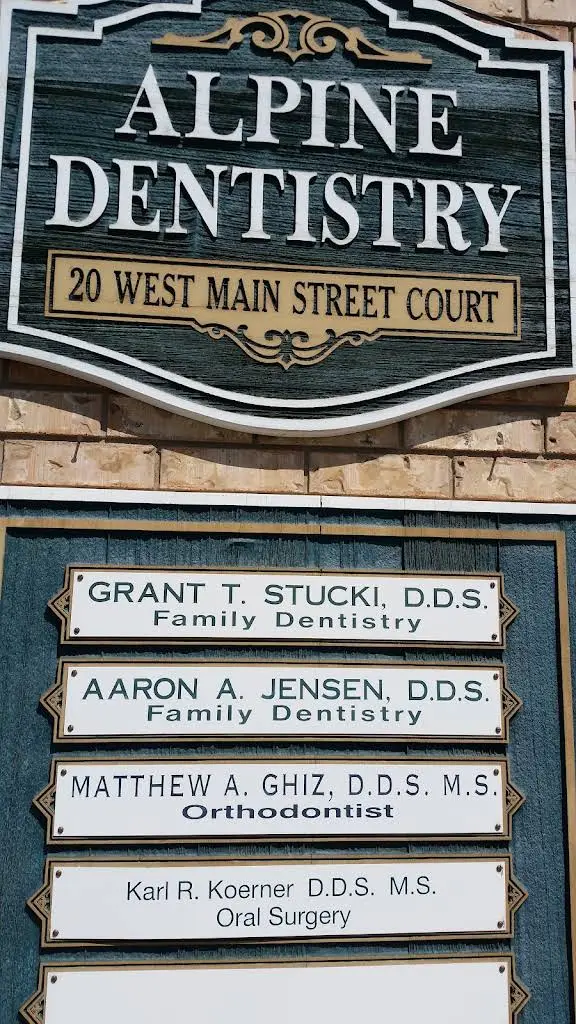 ALPINE
DENTISTRY
20 WEST MAIN STREET COURT
GRANT T. STUCKI, D.D.S.
Family Dentistry
AARON A. JENSEN, D.D.S.
Family Dentistry
MATTHEW A. GHIZ, D.D.S. M.S.
Orthodontist
Karl R. Koerner D.D.S. M.S.
Oral Surgery